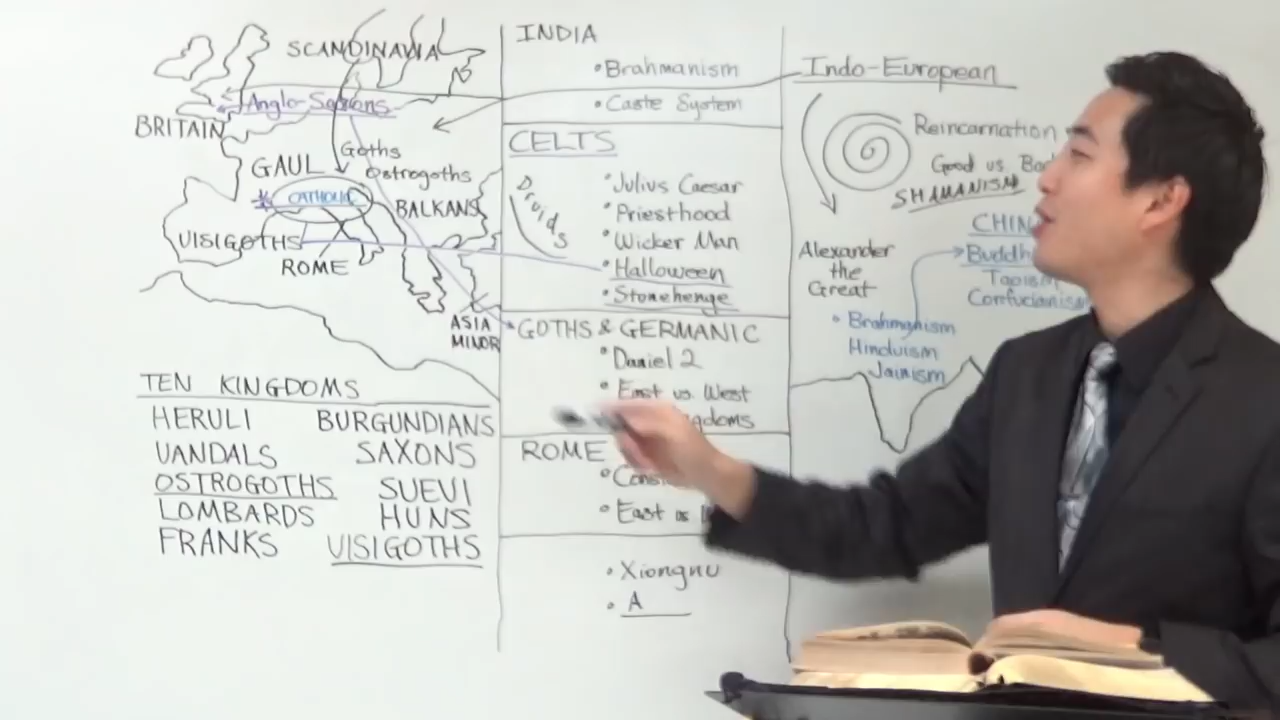 SCANDINAVIA
Anglo-Saxons
BRITAIN
GAUL
Goths
Ostrogoths
CATHOLIC
BALKANS
VISIGOTHS
ROME
ASIA
MINOR
TEN KINGDOMS
HERULI BURGUNDIANS
VANDALS SAXONS
OSTROGOTHS SUEVI
LOMBARDS HUNS
FRANKS VISIGOTHS
INDIA
•Brahmanism
•Caste System
CELTS
Druids
•Julius Caesar
•Priesthood
•Wicker Man
•Halloween
•Stonehenge
GOTHS & GERMANIC
•Daniel 2
•East vs. West
ROME
•East vs
•Xiongnu
•A
Indo-European
Reincarnation
Good vs.
SHAMANISM
Alexander
the
Great
•Brahmanism
Hinduism
Jainism
Taoism
Confucianism